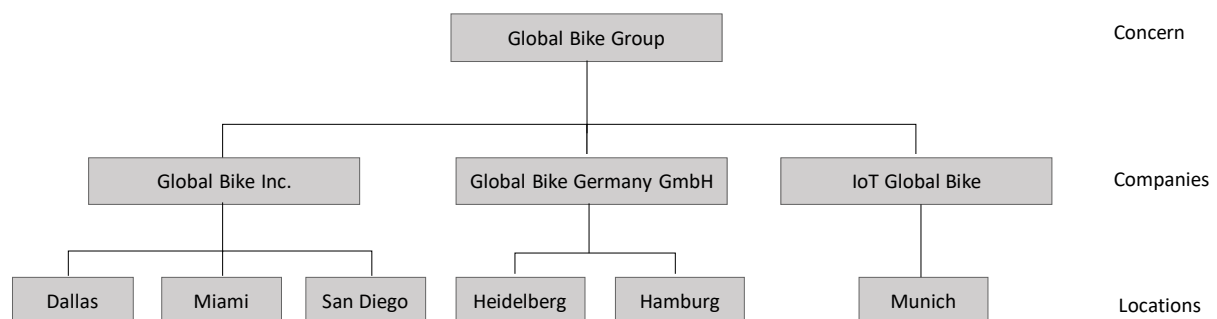 Global Bike Group
Concern
Global Bike Inc.
Global Bike Germany GmbH
IoT Global Bike
Companies
Dallas
Miami
San Diego
Heidelberg
Hamburg
Munich
Locations